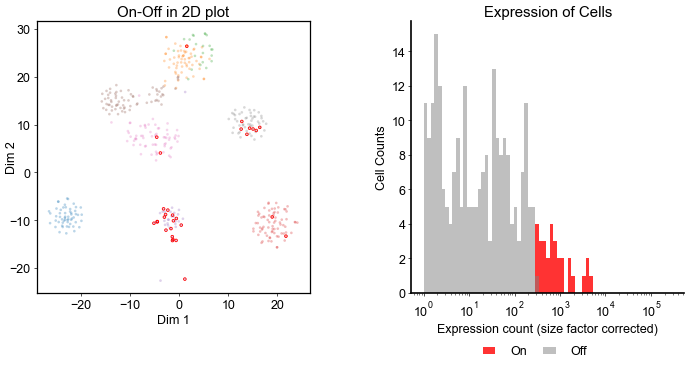 On-Off in 2D plot
30
20
10
0
−10
−20
−20 −10 0 10 20
Dim 1
Dim 2
Expression of Cells
14
12
10
8
6
4
2
0
10^0 10^1 10^2 10^3 10^4 10^5
Cell Counts
Expression count (size factor corrected)
On Off